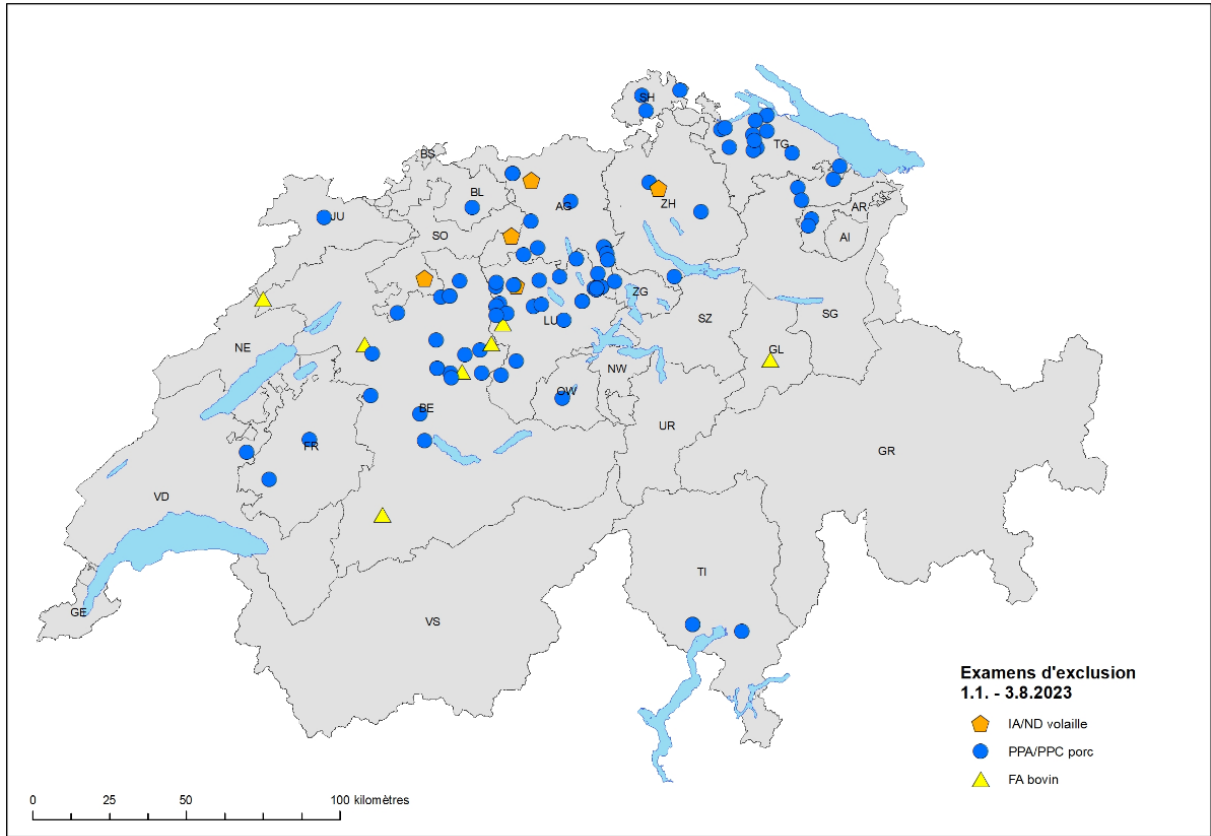 SH
TG
BS
BL
AG
ZH
JU
AR
SO
AI
ZG
LU
SZ
SG
NE
GL
NW
OW
BE
UR
FR
GR
VD
TI
GE
VS
Examens d'exclusion
1.1. - 3.8.2023
IA/ND volaille
PPA/PPC porc
FA bovin
0 25 50 100 kilomètres